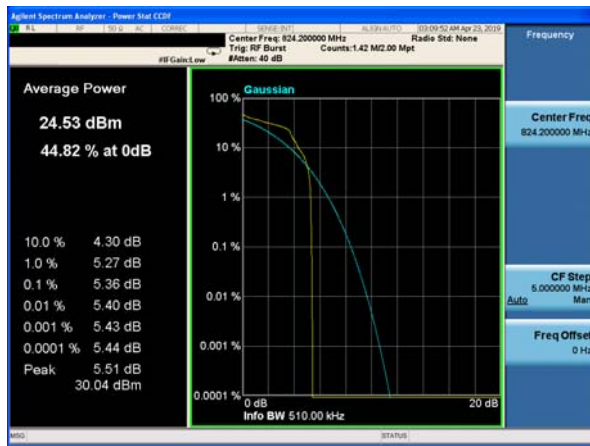 Agilent Spectrum Analyzer - Power Stat CCDF
RL RF 50 Ω AC CORREC SENSE:INT ALIGN AUTO 03:09:52 AM Apr 23, 2019
Center Freq: 824.200000 MHz Radio Std: None
Trig: RF Burst Counts:1.42 M/2.00 Mpt
#IFGain:Low #Atten: 40 dB
Frequency
Average Power
24.53 dBm
44.82 % at 0dB
10.0 % 4.30 dB
1.0 % 5.27 dB
0.1 % 5.36 dB
0.01 % 5.40 dB
0.001 % 5.43 dB
0.0001 % 5.44 dB
Peak 5.51 dB
30.04 dBm
Gaussian
100 %
10 %
1 %
0.1 %
0.01 %
0.001 %
0.0001 %
0 dB 20 dB
Info BW 510.00 kHz
Center Freq
824.200000 MHz
CF Step
5.000000 MHz
Auto Man
Freq Offset
0 Hz
MSG STATUS